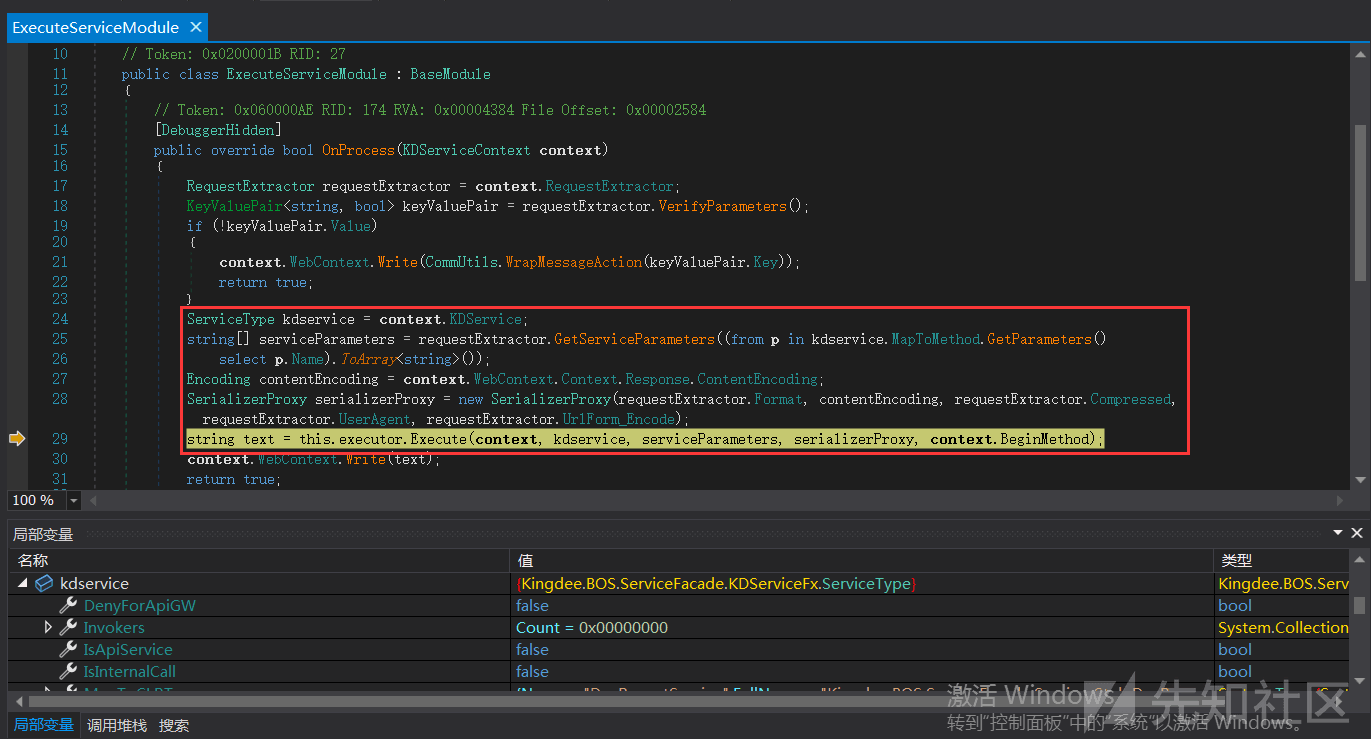 ExecuteServiceModule ✕
10 // Token: 0x0200001B RID: 27
11 public class ExecuteServiceModule : BaseModule
12 {
13 // Token: 0x060000AE RID: 174 RVA: 0x00004384 File Offset: 0x00002584
14 [DebuggerHidden]
15 public override bool OnProcess(KDServiceContext context)
16 {
17 RequestExtractor requestExtractor = context.RequestExtractor;
18 KeyValuePair<string, bool> keyValuePair = requestExtractor.VerifyParameters();
19 if (!keyValuePair.Value)
20 {
21 context.WebContext.Write(CommUtils.WrapMessageAction(keyValuePair.Key));
22 return true;
23 }
24 ServiceType kdservice = context.KDService;
25 string[] serviceParameters = requestExtractor.GetServiceParameters((from p in kdservice.MapToMethod.GetParameters()
26 select p.Name).ToArray<string>());
27 Encoding contentEncoding = context.WebContext.Context.Response.ContentEncoding;
28 SerializerProxy serializerProxy = new SerializerProxy(requestExtractor.Format, contentEncoding, requestExtractor.Compressed,
requestExtractor.UserAgent, requestExtractor.UrlForm_Encode);
29 string text = this.executor.Execute(context, kdservice, serviceParameters, serializerProxy, context.BeginMethod);
30 context.WebContext.Write(text);
31 return true;
100 %
局部变量
名称 值 类型
kdservice {Kingdee.BOS.ServiceFacade.KDServiceFx.ServiceType} Kingdee.BOS.Serv
DenyForApiGW false bool
Invokers Count = 0x00000000 System.Collection
IsApiService false bool
IsInternalCall false bool
激活 Windows
转到“控制面板”中的“系统”以激活 Windows。
先知社区
局部变量 调用堆栈 搜索